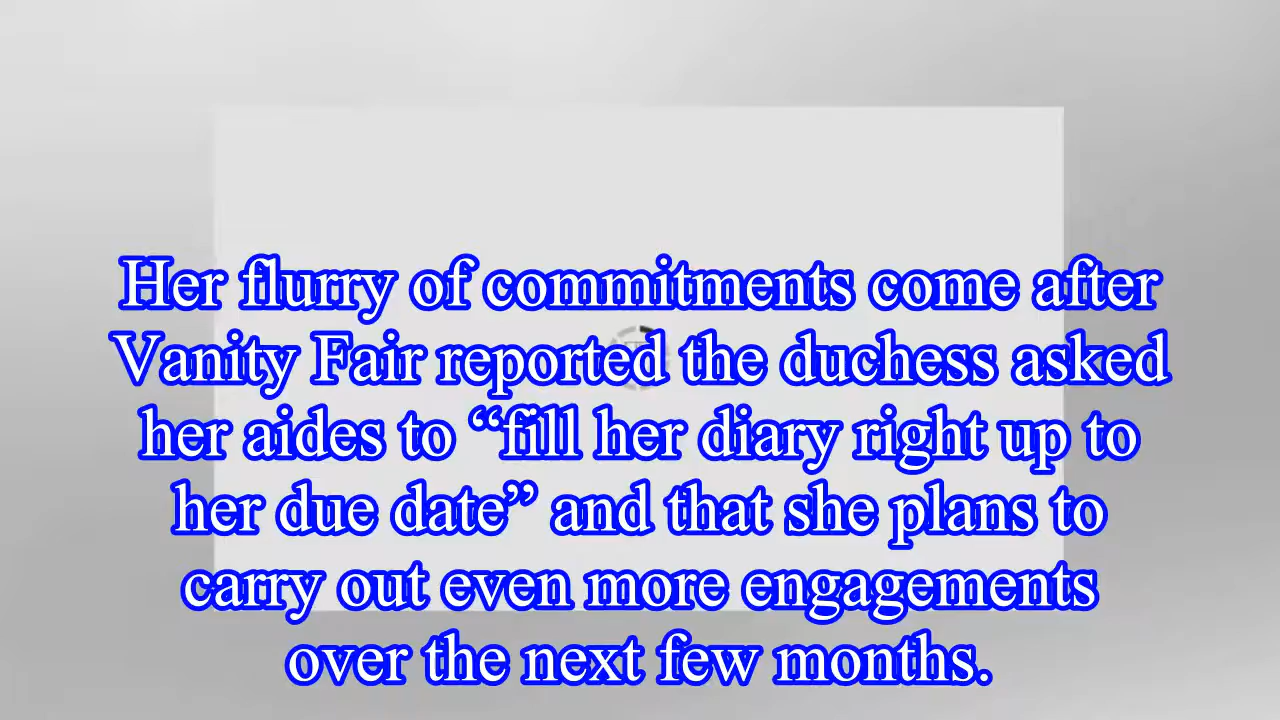 Her flurry of commitments come after
Vanity Fair reported the duchess asked
her aides to “fill her diary right up to
her due date” and that she plans to
carry out even more engagements
over the next few months.